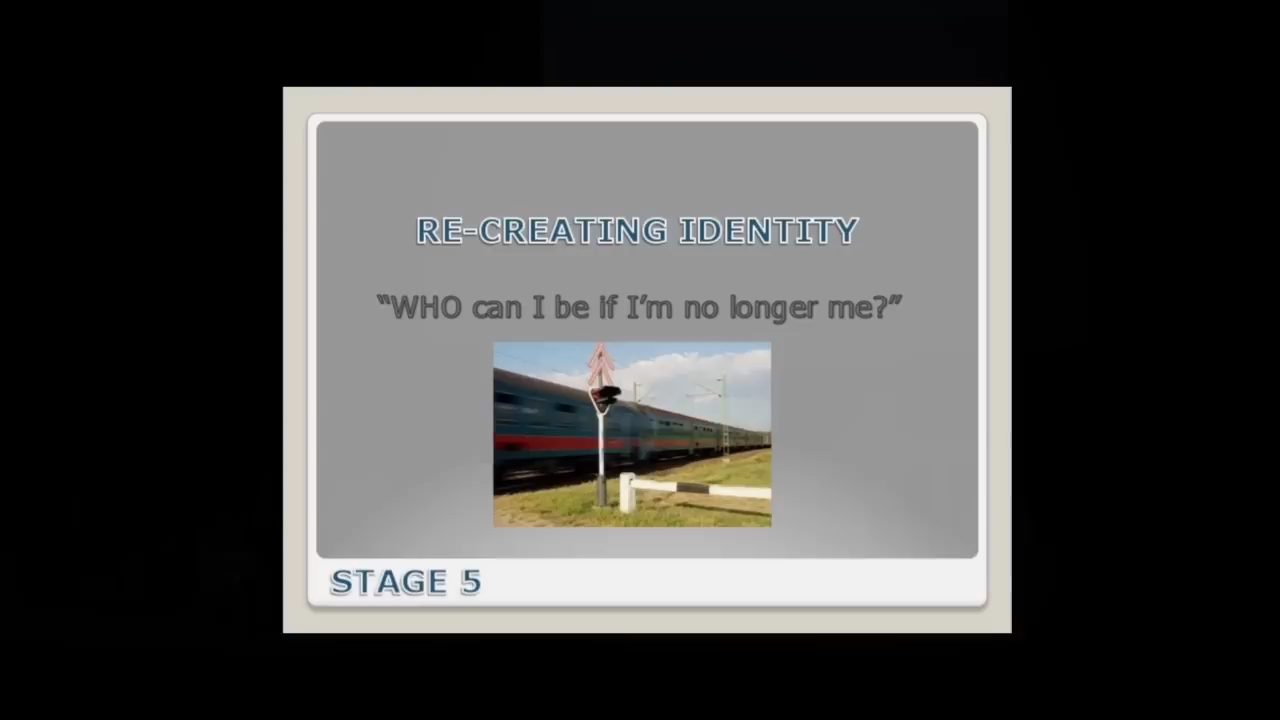 RE-CREATING IDENTITY
“WHO can I be if I’m no longer me?”
STAGE 5